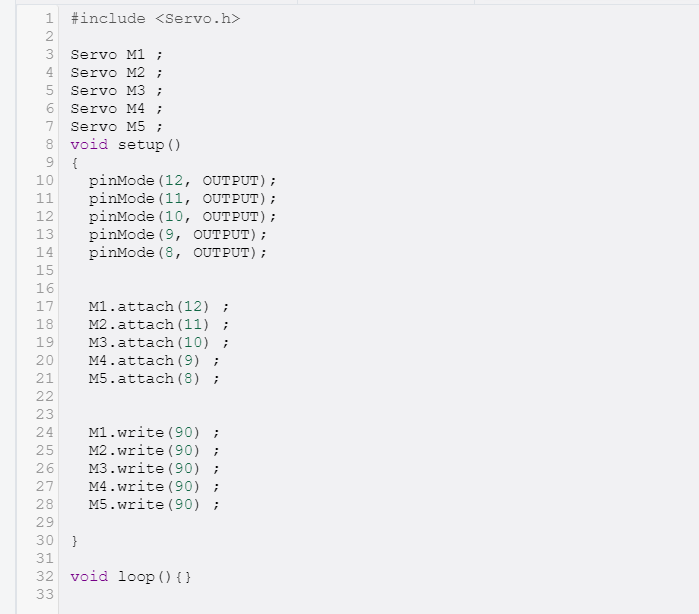 1 #include <Servo.h>
2
3 Servo M1 ;
4 Servo M2 ;
5 Servo M3 ;
6 Servo M4 ;
7 Servo M5 ;
8 void setup()
9 {
10   pinMode(12, OUTPUT);
11   pinMode(11, OUTPUT);
12   pinMode(10, OUTPUT);
13   pinMode(9, OUTPUT);
14   pinMode(8, OUTPUT);
15
16
17   M1.attach(12) ;
18   M2.attach(11) ;
19   M3.attach(10) ;
20   M4.attach(9) ;
21   M5.attach(8) ;
22
23
24   M1.write(90) ;
25   M2.write(90) ;
26   M3.write(90) ;
27   M4.write(90) ;
28   M5.write(90) ;
29
30 }
31
32 void loop(){}
33